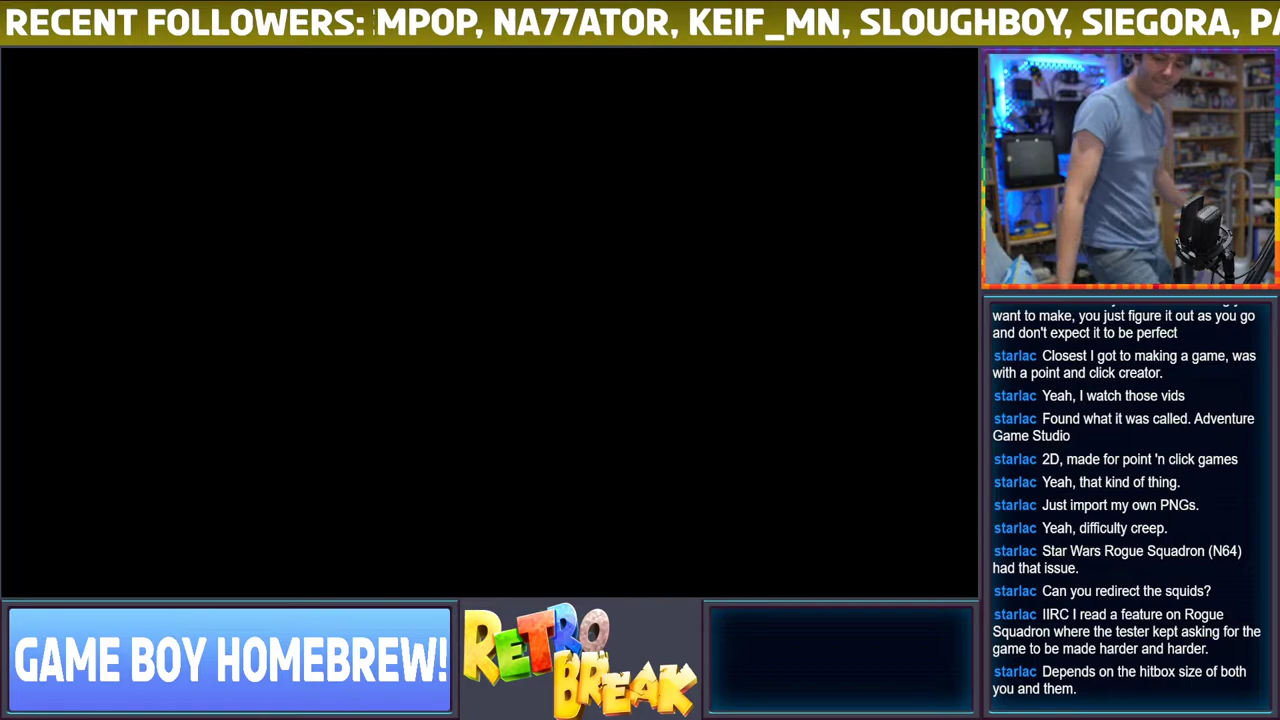 RECENT FOLLOWERS: MPOP, NA77ATOR, KEIF_MN, SLOUGHBOY, SIEGORA,
want to make, you just figure it out as you go
and don't expect it to be perfect
starlac Closest I got to making a game, was
with a point and click creator.
starlac Yeah, I watch those vids
starlac Found what it was called. Adventure
Game Studio
starlac 2D, made for point 'n click games
starlac Yeah, that kind of thing.
starlac Just import my own PNGs.
starlac Yeah, difficulty creep.
starlac Star Wars Rogue Squadron (N64)
had that issue.
starlac Can you redirect the squids?
starlac IIRC I read a feature on Rogue
Squadron where the tester kept asking for the
game to be made harder and harder.
starlac Depends on the hitbox size of both
you and them.
GAME BOY HOMEBREW!
RETRO
BREAK